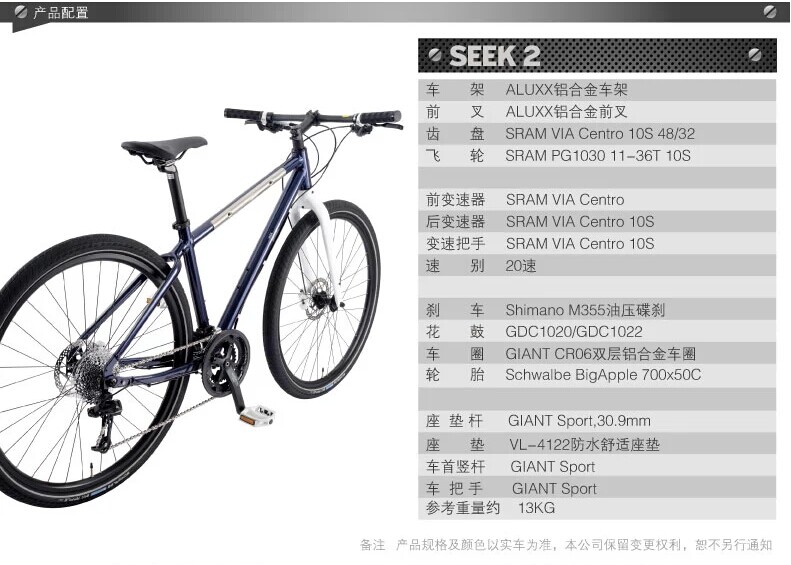 产品配置
SEEK 2
车 架 ALUXX铝合金车架
前 叉 ALUXX铝合金前叉
齿 盘 SRAM VIA Centro 10S 48/32
飞 轮 SRAM PG1030 11-36T 10S
前变速器 SRAM VIA Centro
后变速器 SRAM VIA Centro 10S
变速把手 SRAM VIA Centro 10S
速 别 20速
刹 车 Shimano M355油压碟刹
花 鼓 GDC1020/GDC1022
车 圈 GIANT CR06双层铝合金车圈
轮 胎 Schwalbe BigApple 700x50C
座 垫 杆 GIANT Sport,30.9mm
座 垫 VL-4122防水舒适座垫
车首竖杆 GIANT Sport
车 把 手 GIANT Sport
参考重量约 13KG
备注 产品规格及颜色以实车为准，本公司保留变更权利，恕不另行通知